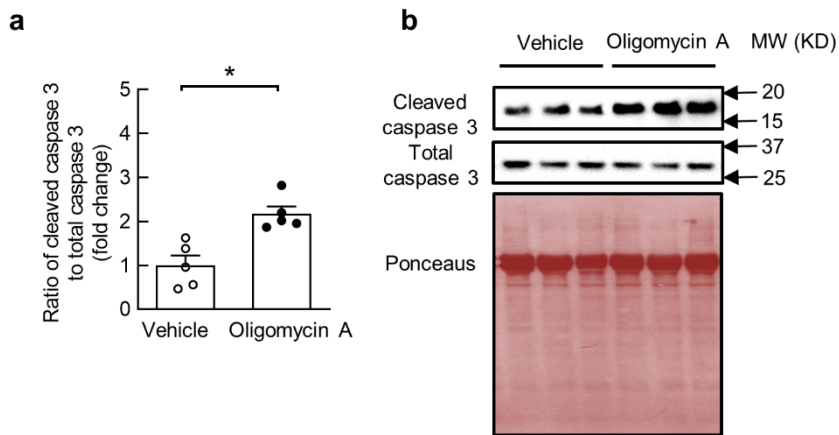 a
Ratio of cleaved caspase 3
to total caspase 3
(fold change)
5
4
3
2
1
0
*
Vehicle Oligomycin A
b
Vehicle Oligomycin A MW (KD)
Cleaved
caspase 3
20
15
Total
caspase 3
37
25
Ponceaus